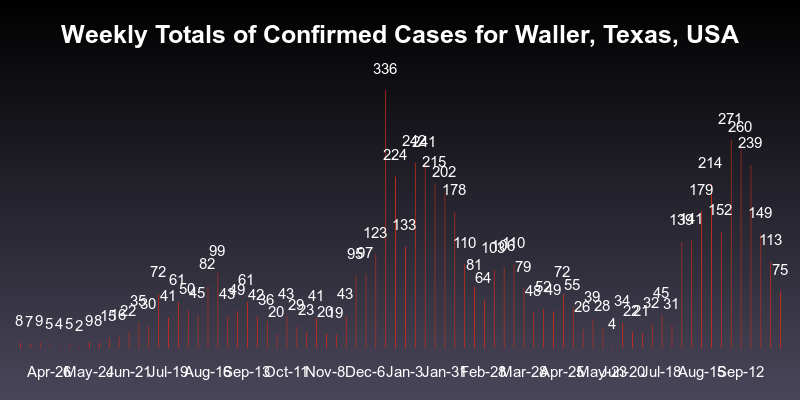 Weekly Totals of Confirmed Cases for Waller, Texas, USA
8 7 9 5 4 5 2 9 8 15 16 22 35 30 72 41 61 50 45 82 99 43 49 61 42 36 20 43 29 23 41 20 19 43 95 97 123 336 224 133 242 241 215 202 178 110 81 64 103 106 110 79 48 52 49 72 55 26 39 28 4 34 22 21 32 45 31 139 141 179 214 152 271 260 239 149 113 75
Apr-26 May-24 Jun-21 Jul-19 Aug-16 Sep-13 Oct-11 Nov-8 Dec-6 Jan-3 Jan-31 Feb-28 Mar-28 Apr-25 May-23 Jun-20 Jul-18 Aug-15 Sep-12